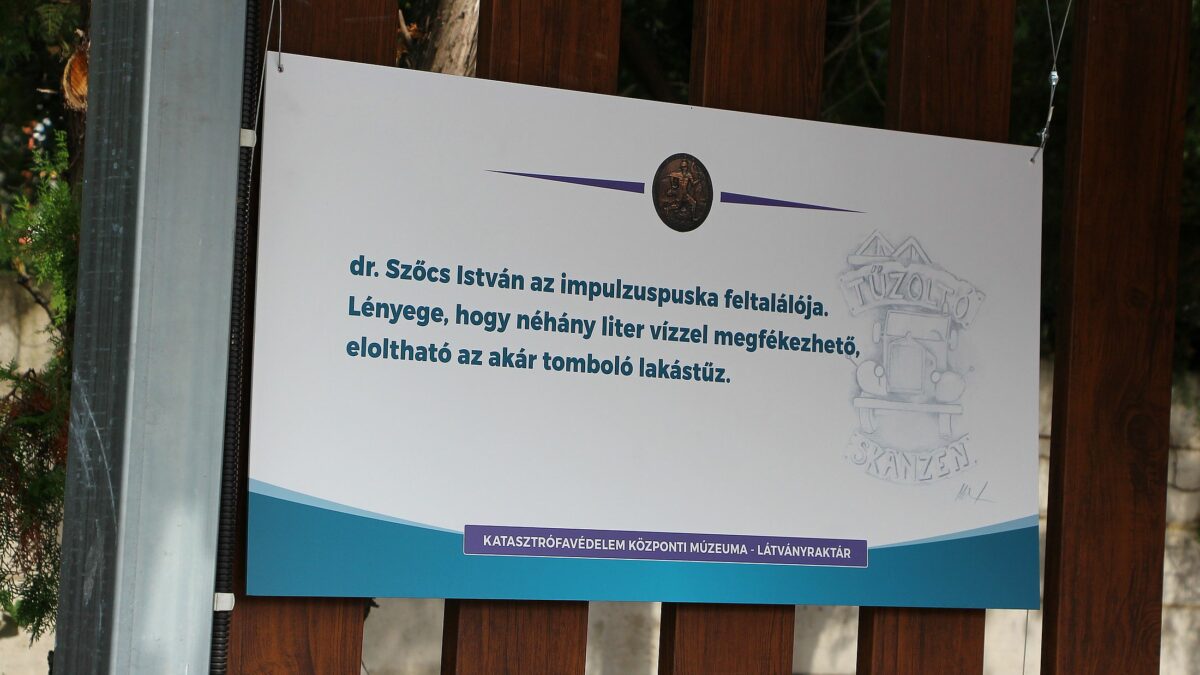 dr. Szőcs István az impulzuspuska feltalálója.
Lényege, hogy néhány liter vízzel megfékezhető,
eloltható az akár tomboló lakástűz.
TŰZOLTÓ
SKANZEN
KATASZTRÓFAVÉDELEM KÖZPONTI MÚZEUMA - LÁTVÁNYRAKTÁR